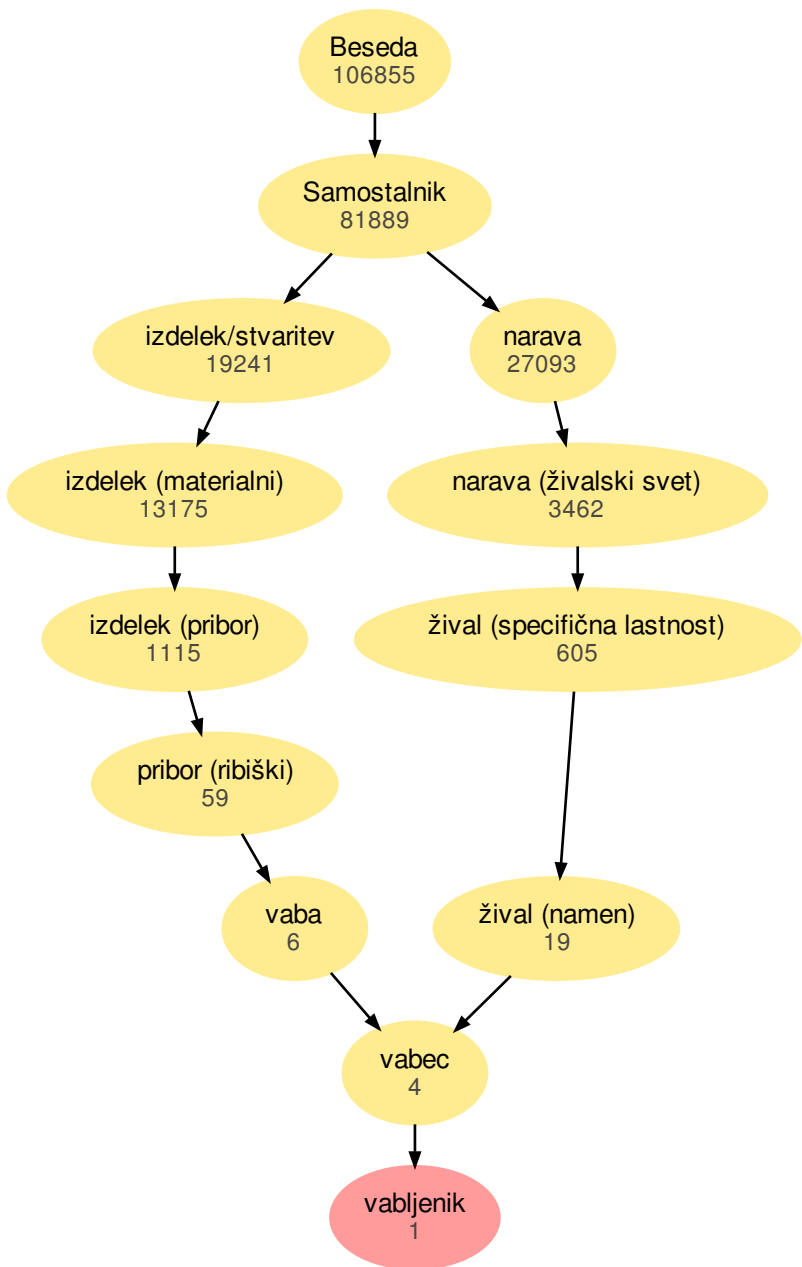 Beseda
106855
Samostalnik
81889
izdelek/stvaritev
19241
narava
27093
izdelek (materialni)
13175
narava (živalski svet)
3462
izdelek (pribor)
1115
žival (specifična lastnost)
605
pribor (ribiški)
59
vaba
6
žival (namen)
19
vabec
4
vabljenik
1